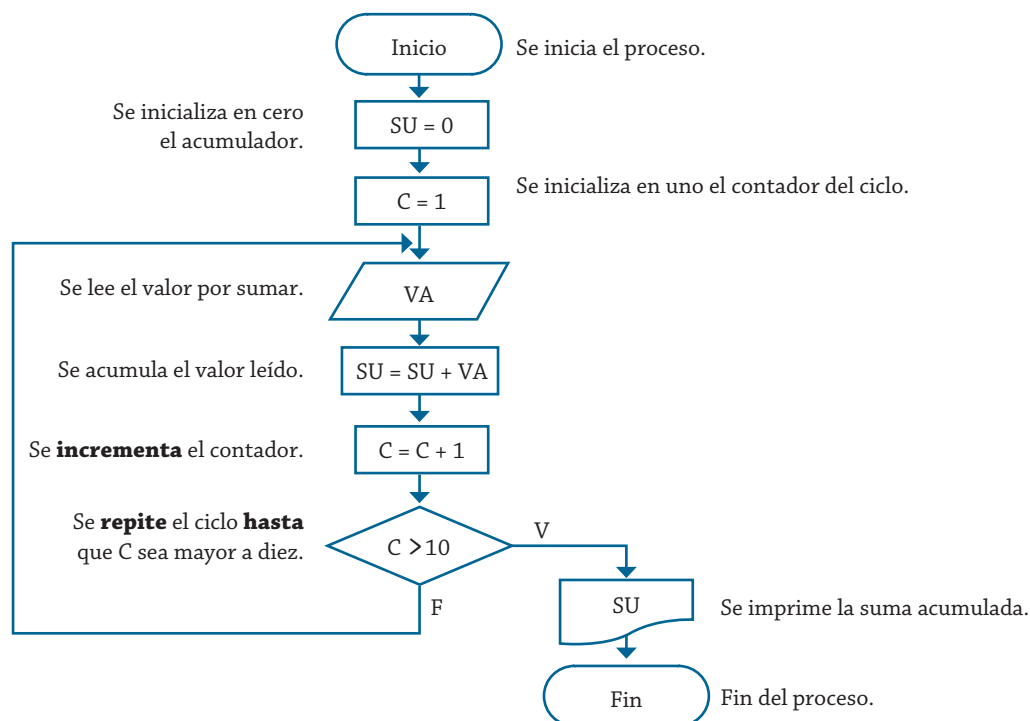 Inicio
Se inicia el proceso.
Se inicializa en cero
el acumulador.
SU = 0
C = 1
Se inicializa en uno el contador del ciclo.
Se lee el valor por sumar.
VA
Se acumula el valor leído.
SU = SU + VA
Se incrementa el contador.
C = C + 1
Se repite el ciclo hasta
que C sea mayor a diez.
C >10
V
F
SU
Se imprime la suma acumulada.
Fin
Fin del proceso.